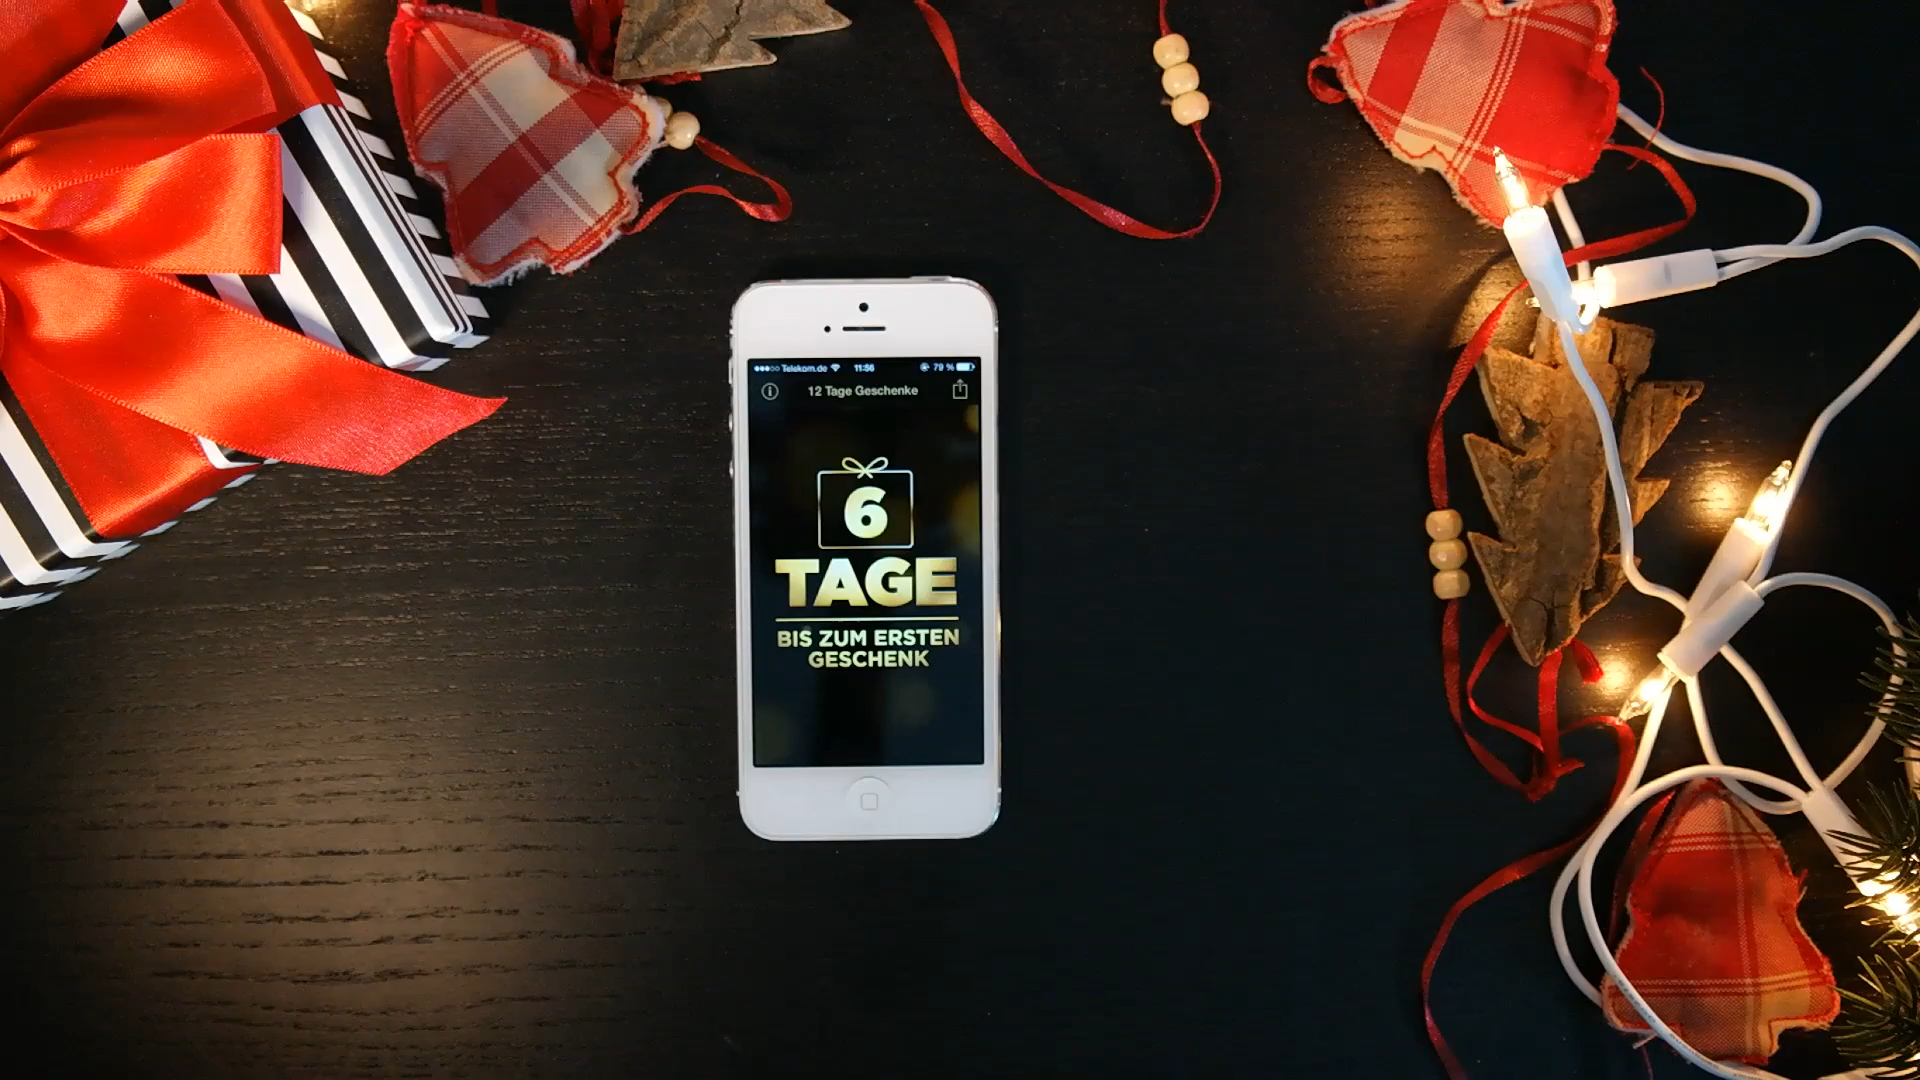 Telekom.de 11:56 79 %
12 Tage Geschenke
6
TAGE
BIS ZUM ERSTEN
GESCHENK